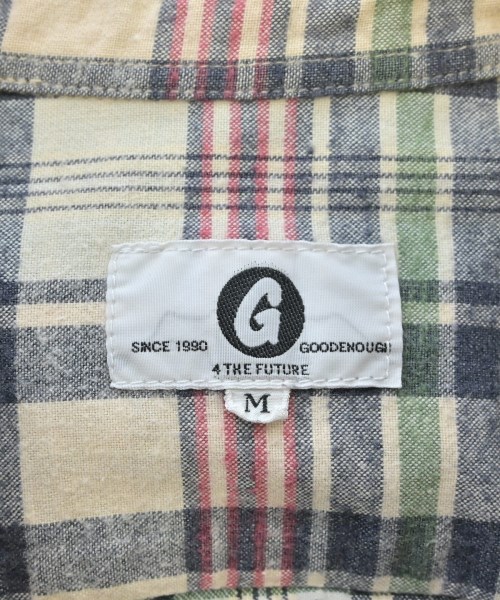 G
SINCE 1990 GOODENOUGH
4 THE FUTURE
M